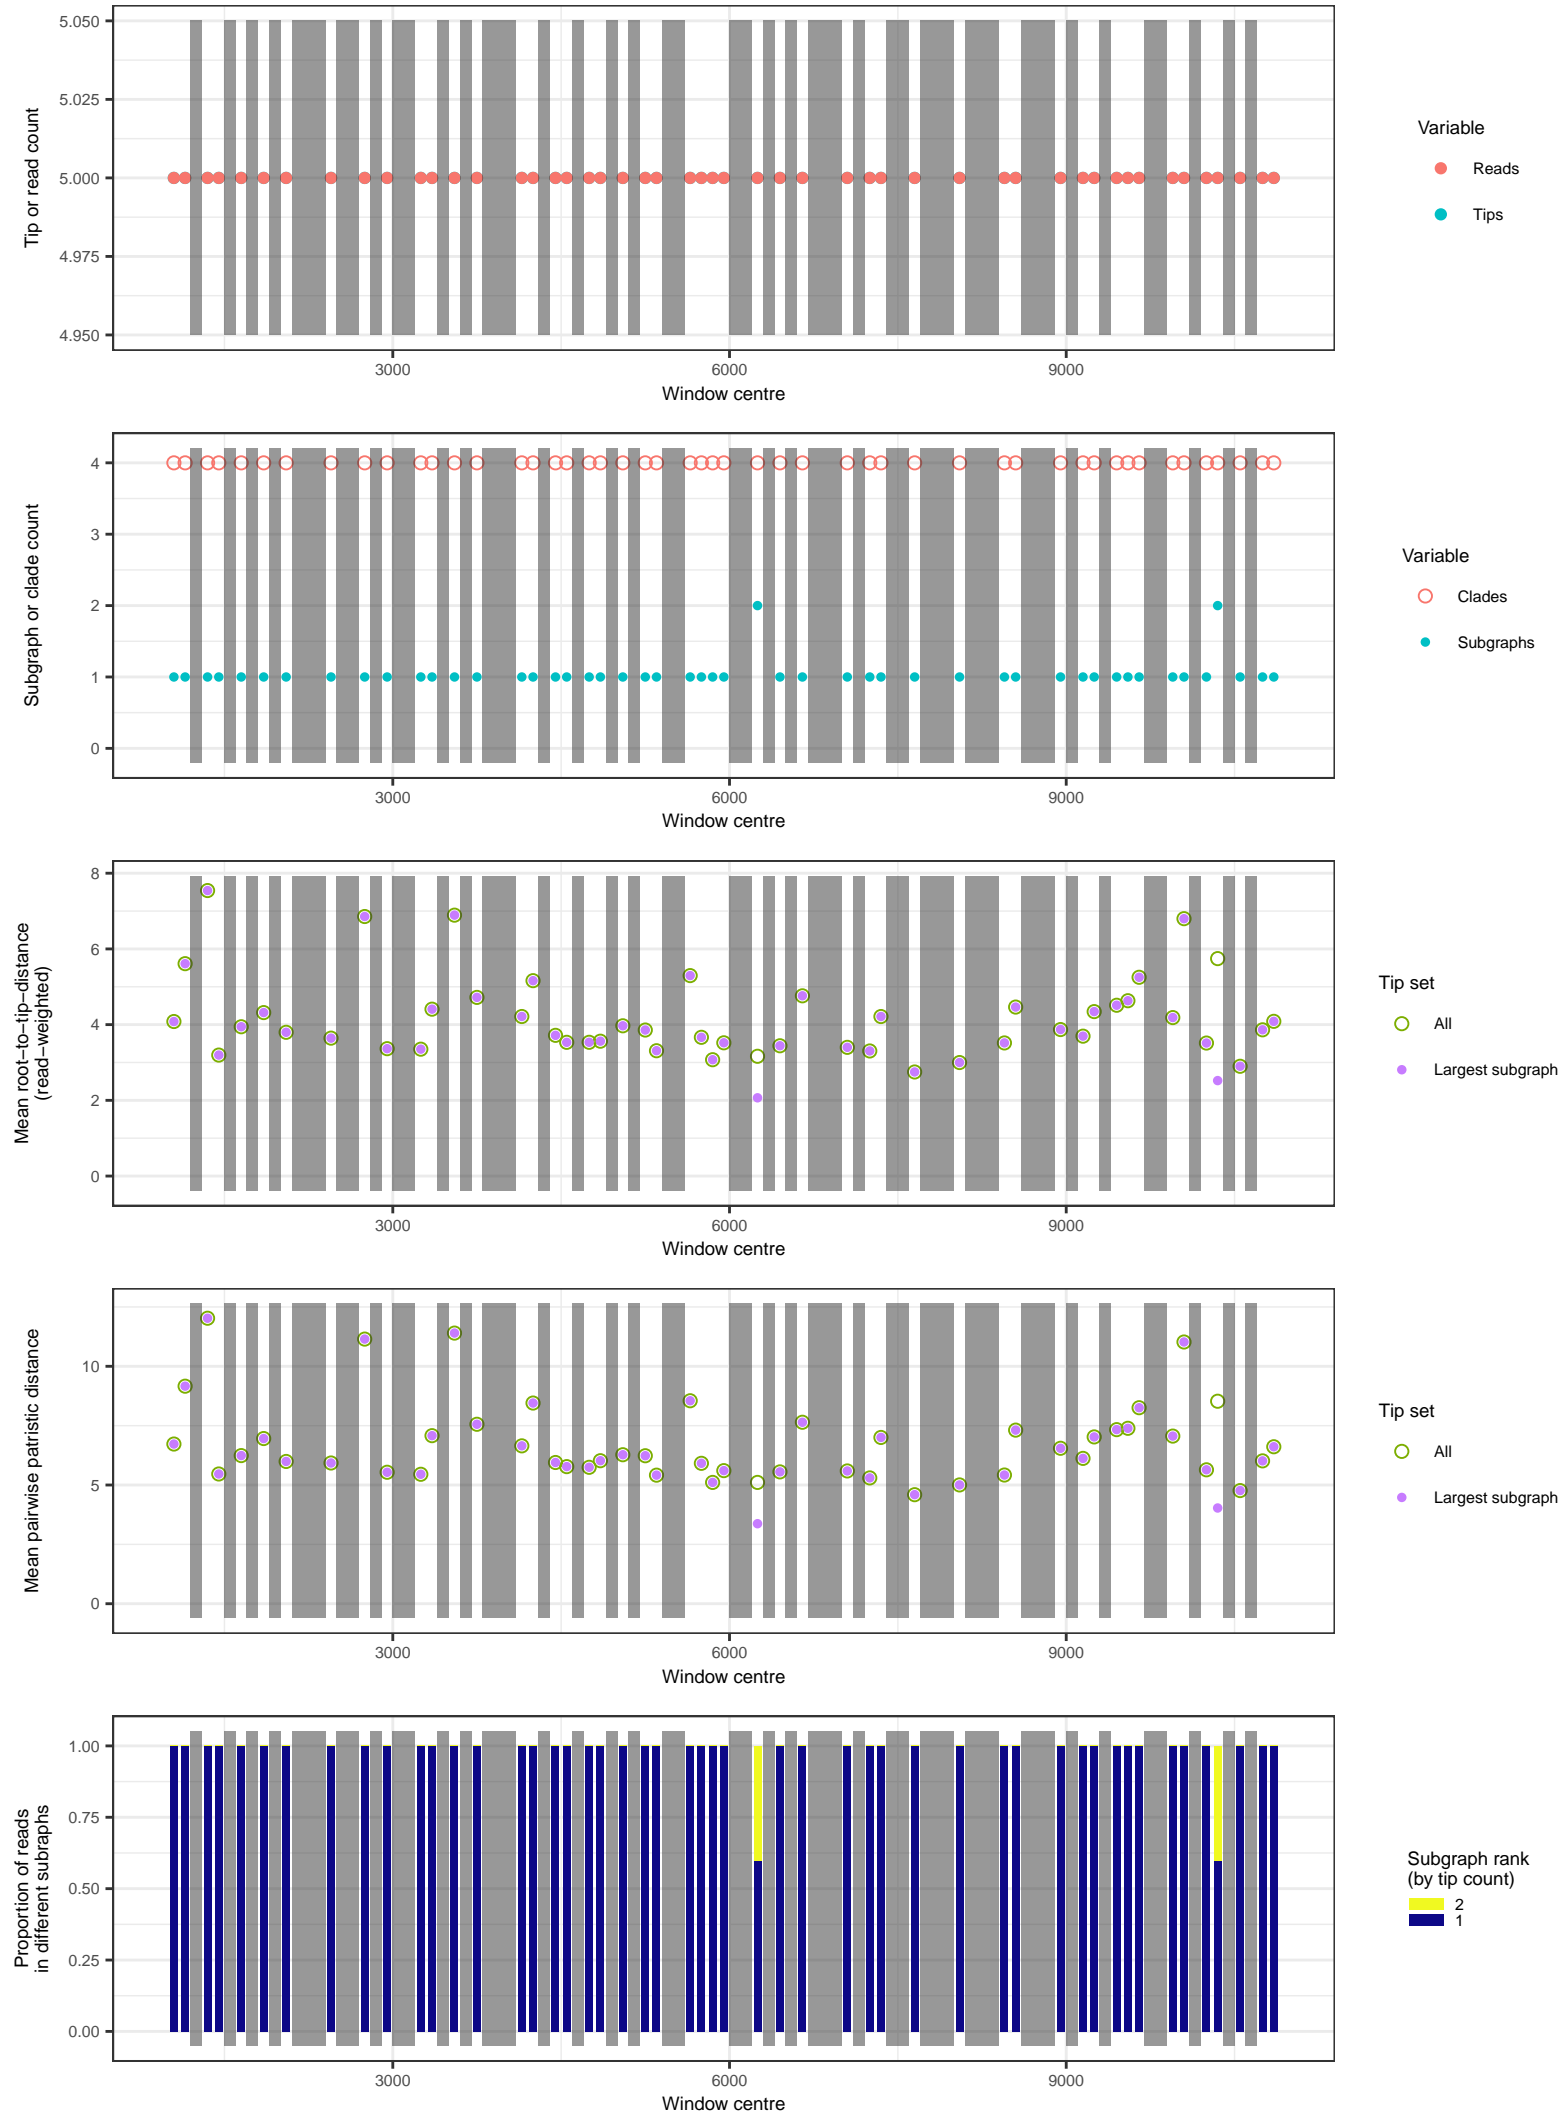 5.050
5.025
5.000
4.975
4.950
Tip or read count
3000
6000
9000
Window centre
Variable
Reads
Tips
4
3
2
1
0
Subgraph or clade count
3000
6000
9000
Window centre
Variable
Clades
Subgraphs
8
6
4
2
0
Mean root−to−tip−distance
(read−weighted)
3000
6000
9000
Window centre
Tip set
All
Largest subgraph
10
5
0
Mean pairwise patristic distance
3000
6000
9000
Window centre
Tip set
All
Largest subgraph
1.00
0.75
0.50
0.25
0.00
Proportion of reads
in different subraphs
3000
6000
9000
Window centre
Subgraph rank
(by tip count)
2
1